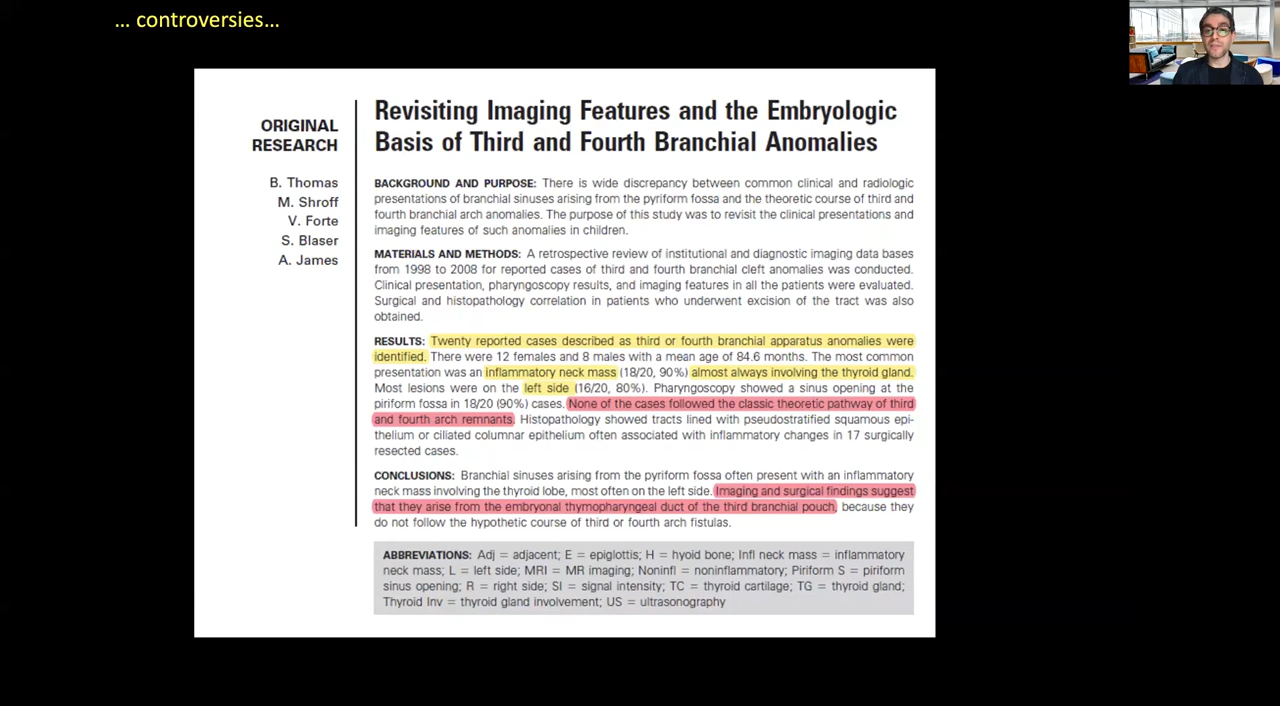 … controversies…
ORIGINAL
RESEARCH
B. Thomas
M. Shroff
V. Forte
S. Blaser
A. James
Revisiting Imaging Features and the Embryologic
Basis of Third and Fourth Branchial Anomalies
BACKGROUND AND PURPOSE: There is wide discrepancy between common clinical and radiologic
presentations of branchial sinuses arising from the pyriform fossa and the theoretic course of third and
fourth branchial arch anomalies. The purpose of this study was to revisit the clinical presentations and
imaging features of such anomalies in children.
MATERIALS AND METHODS: A retrospective review of institutional and diagnostic imaging data bases
from 1998 to 2008 for reported cases of third and fourth branchial cleft anomalies was conducted.
Clinical presentation, pharyngoscopy results, and imaging features in all the patients were evaluated.
Surgical and histopathology correlation in patients who underwent excision of the tract was also
obtained.
RESULTS: Twenty reported cases described as third or fourth branchial apparatus anomalies were
identified. There were 12 females and 8 males with a mean age of 84.6 months. The most common
presentation was an inflammatory neck mass (18/20, 90%) almost always involving the thyroid gland.
Most lesions were on the left side (16/20, 80%). Pharyngoscopy showed a sinus opening at the
piriform fossa in 18/20 (90%) cases. None of the cases followed the classic theoretic pathway of third
and fourth arch remnants. Histopathology showed tracts lined with pseudostratified squamous epi-
thelium or ciliated columnar epithelium often associated with inflammatory changes in 17 surgically
resected cases.
CONCLUSIONS: Branchial sinuses arising from the pyriform fossa often present with an inflammatory
neck mass involving the thyroid lobe, most often on the left side. Imaging and surgical findings suggest
that they arise from the embryonal thymopharyngeal duct of the third branchial pouch, because they
do not follow the hypothetic course of third or fourth arch fistulas.
ABBREVIATIONS: Adj = adjacent; E = epiglottis; H = hyoid bone; Infl neck mass = inflammatory
neck mass; L = left side; MRI = MR imaging; Noninfl = noninflammatory; Piriform S = piriform
sinus opening; R = right side; SI = signal intensity; TC = thyroid cartilage; TG = thyroid gland;
Thyroid Inv = thyroid gland involvement; US = ultrasonography